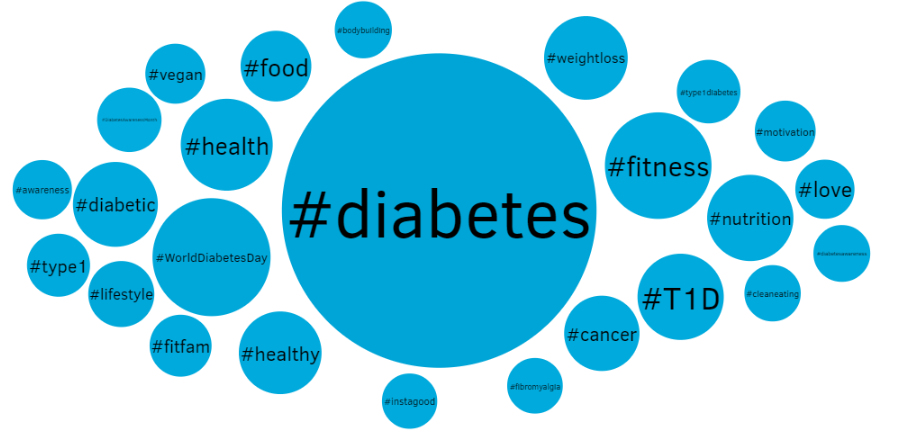 #bodybuilding
#weightloss
#food
#vegan
#type1diabetes
#health
#motivation
#fitness
#awareness
#diabetic
#love
#diabetes
#nutrition
#WorldDiabetesDay
#diabetesawareness
#type1
#lifestyle
#T1D
#cleaneating
#cancer
#fitfam
#healthy
#fibromyalgia
#instagood